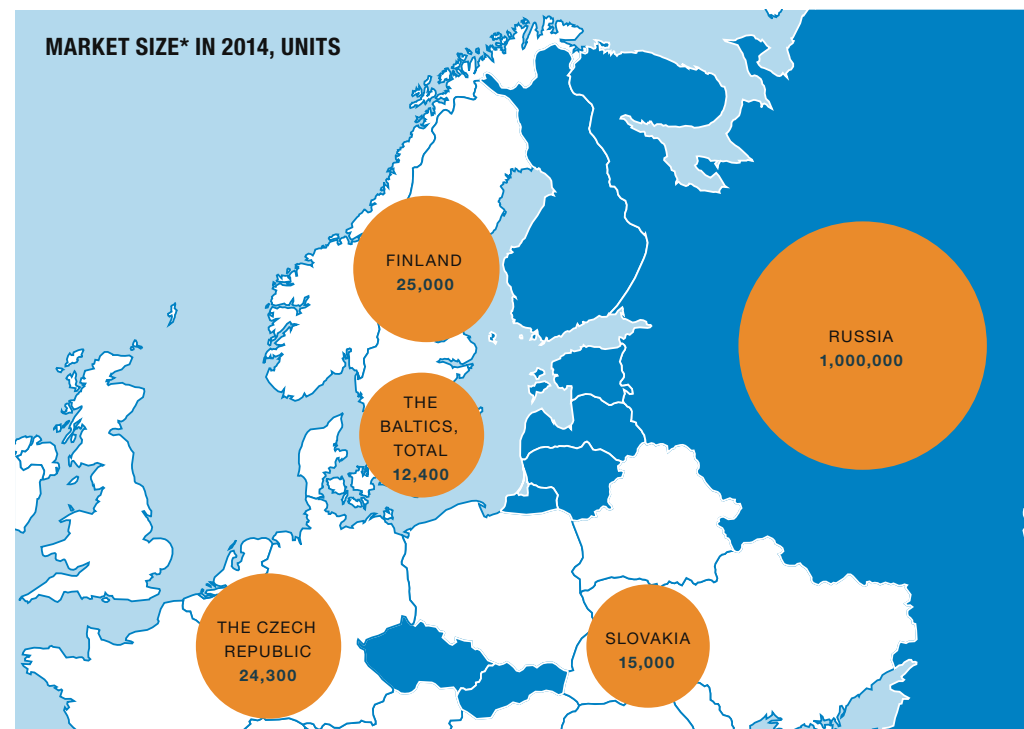 MARKET SIZE* IN 2014, UNITS
FINLAND
25,000
RUSSIA
1,000,000
THE
BALTICS,
TOTAL
12,400
THE CZECH
REPUBLIC
24,300
SLOVAKIA
15,000